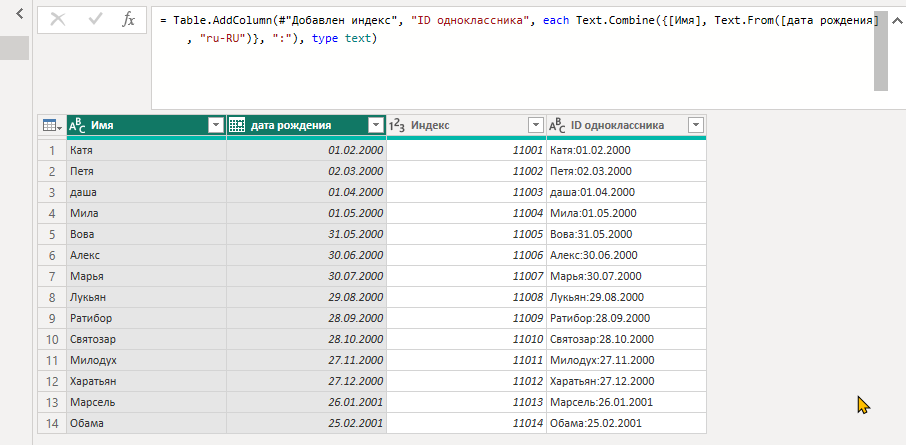 fx
= Table.AddColumn(#"Добавлен индекс", "ID одноклассника", each Text.Combine({[Имя], Text.From([дата рождения]
, "ru-RU")}, ":"), type text)
ABC Имя дата рождения 123 Индекс ABC ID одноклассника
1 Катя 01.02.2000 11001 Катя:01.02.2000
2 Петя 02.03.2000 11002 Петя:02.03.2000
3 даша 01.04.2000 11003 даша:01.04.2000
4 Мила 01.05.2000 11004 Мила:01.05.2000
5 Вова 31.05.2000 11005 Вова:31.05.2000
6 Алекс 30.06.2000 11006 Алекс:30.06.2000
7 Марья 30.07.2000 11007 Марья:30.07.2000
8 Лукьян 29.08.2000 11008 Лукьян:29.08.2000
9 Ратибор 28.09.2000 11009 Ратибор:28.09.2000
10 Святозар 28.10.2000 11010 Святозар:28.10.2000
11 Милодух 27.11.2000 11011 Милодух:27.11.2000
12 Харатьян 27.12.2000 11012 Харатьян:27.12.2000
13 Марсель 26.01.2001 11013 Марсель:26.01.2001
14 Обама 25.02.2001 11014 Обама:25.02.2001